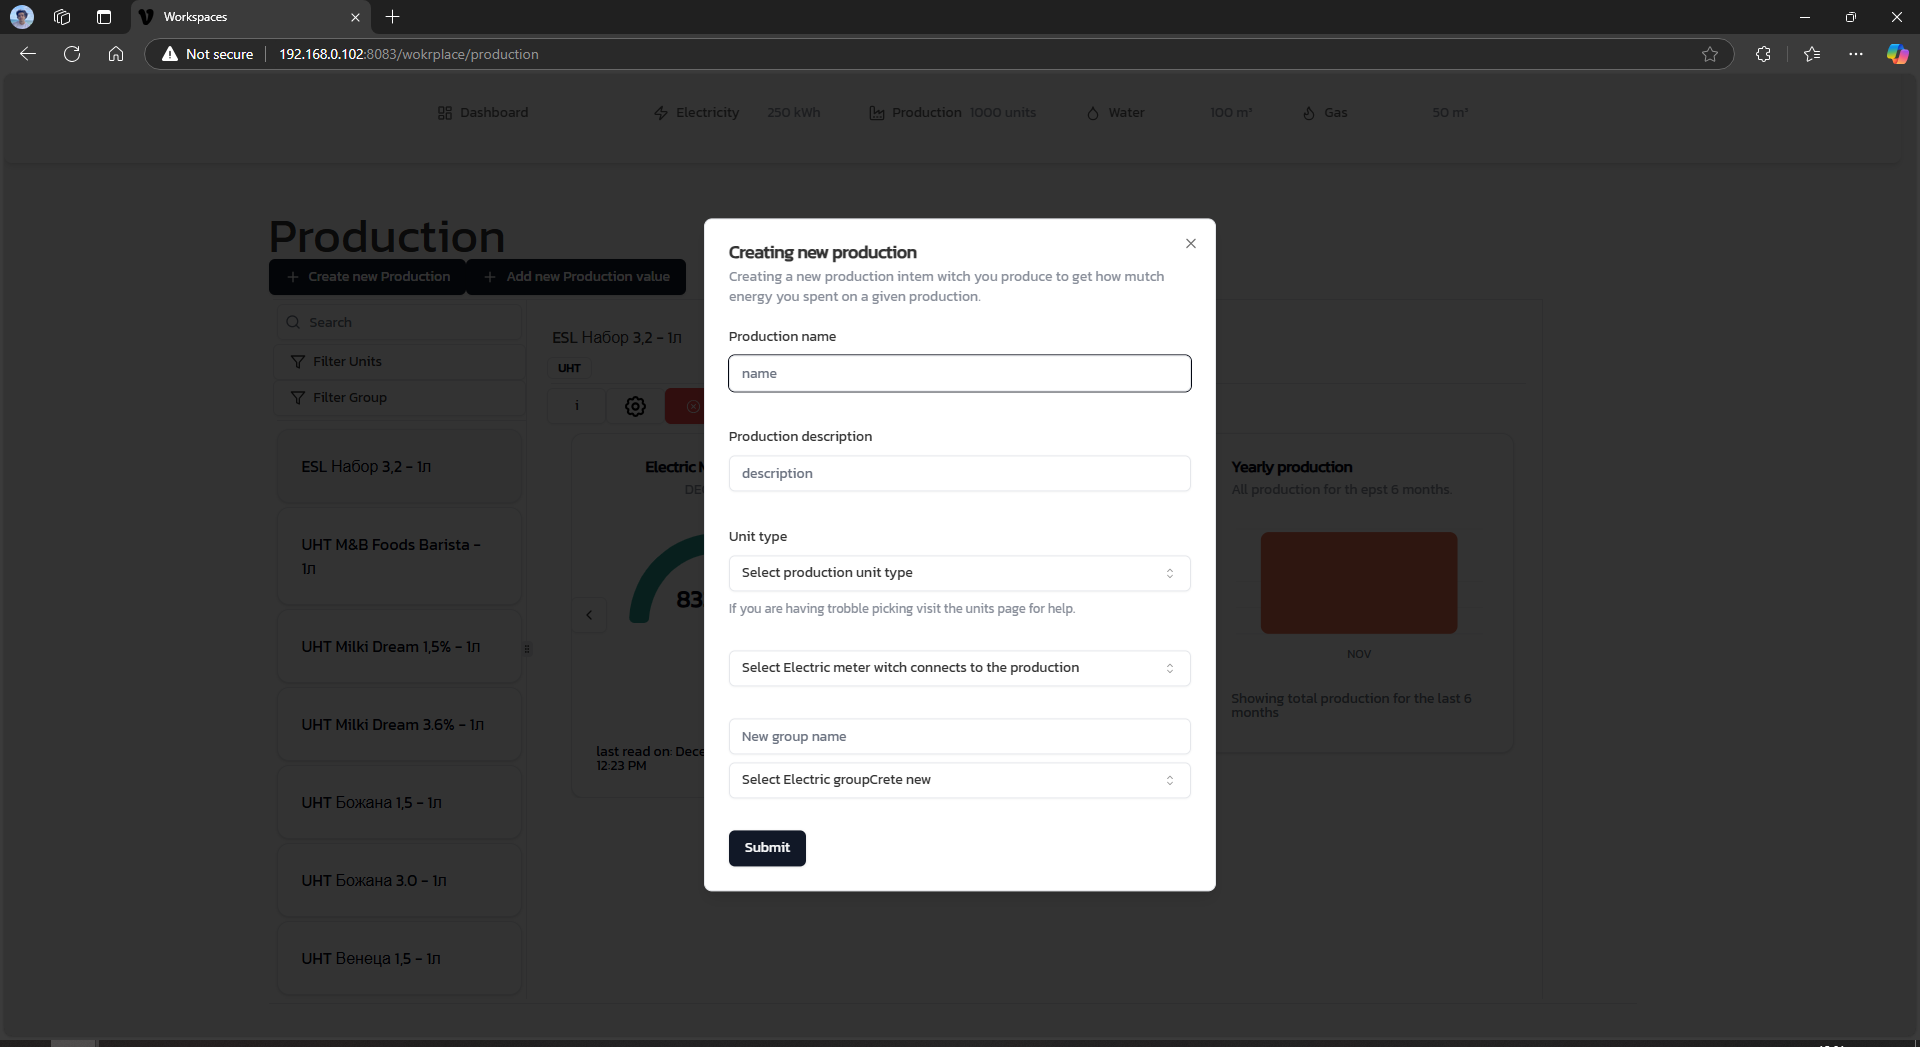 Workspaces
Not secure
192.168.0.102:8083/wokrplace/production
Dashboard
Electricity 250 kWh
Production 1000 units
Water 100 m³
Gas 50 m³
Production
Create new Production
Add new Production value
Search
Filter Units
Filter Group
ESL Набор 3,2 - 1л
UHT M&B Foods Barista -
1л
UHT Milki Dream 1,5% - 1л
UHT Milki Dream 3.6% - 1л
UHT Божана 1,5 - 1л
UHT Божана 3.0 - 1л
UHT Венеца 1,5 - 1л
ESL Набор 3,2 - 1л
UHT
i
Electric
83
last read on: Dece
12:23 PM
Creating new production
Creating a new production intem witch you produce to get how mutch
energy you spent on a given production.
Production name
name
Production description
description
Unit type
Select production unit type
If you are having trobble picking visit the units page for help.
Select Electric meter witch connects to the production
New group name
Select Electric groupCrete new
Submit
Yearly production
All production for th epst 6 months.
NOV
Showing total production for the last 6
months